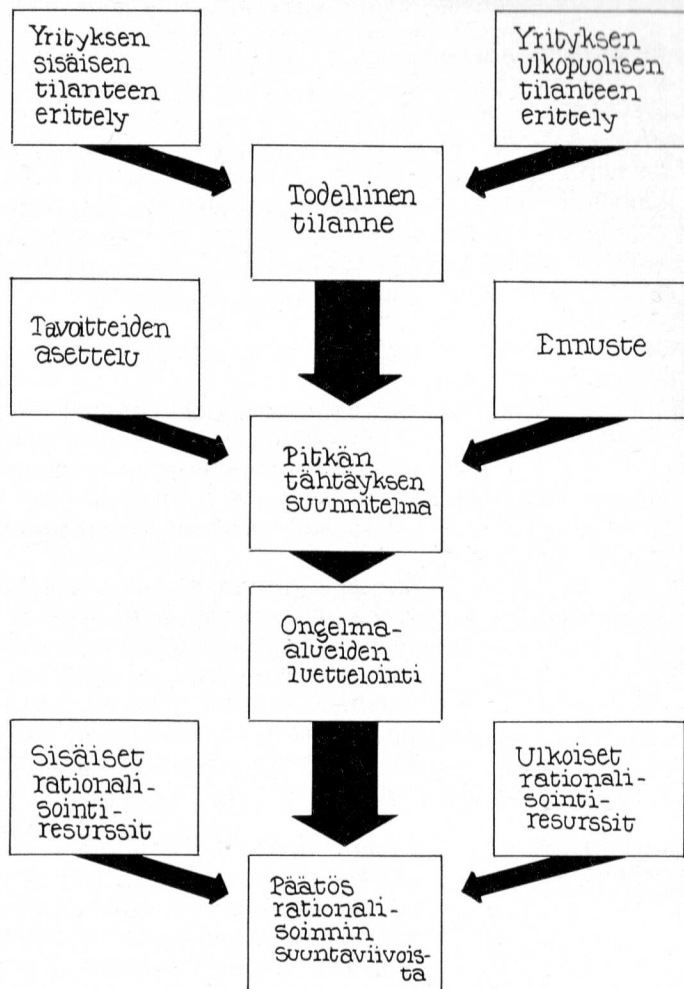 Yrityksen
sisäisen
tilanteen
erittely
Yrityksen
ulkopuolisen
tilanteen
erittely
Todellinen
tilanne
Tavoitteiden
asettelu
Ennuste
Pitkän
tähtäyksen
suunnitelma
Ongelma-
alueiden
luettelointi
Sisäiset
rationali-
sointi-
resurssit
Ulkoiset
rationali-
sointi-
resurssit
Päätös
rationali-
soinnin
suuntaviivois-
ta